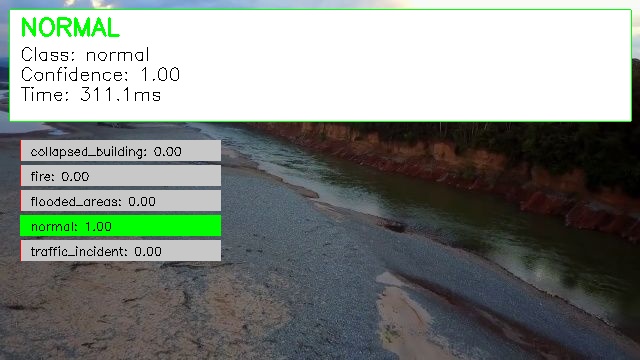 NORMAL
Class: normal
Confidence: 1.00
Time: 311.1ms
collapsed_building: 0.00
fire: 0.00
flooded_areas: 0.00
normal: 1.00
traffic_incident: 0.00